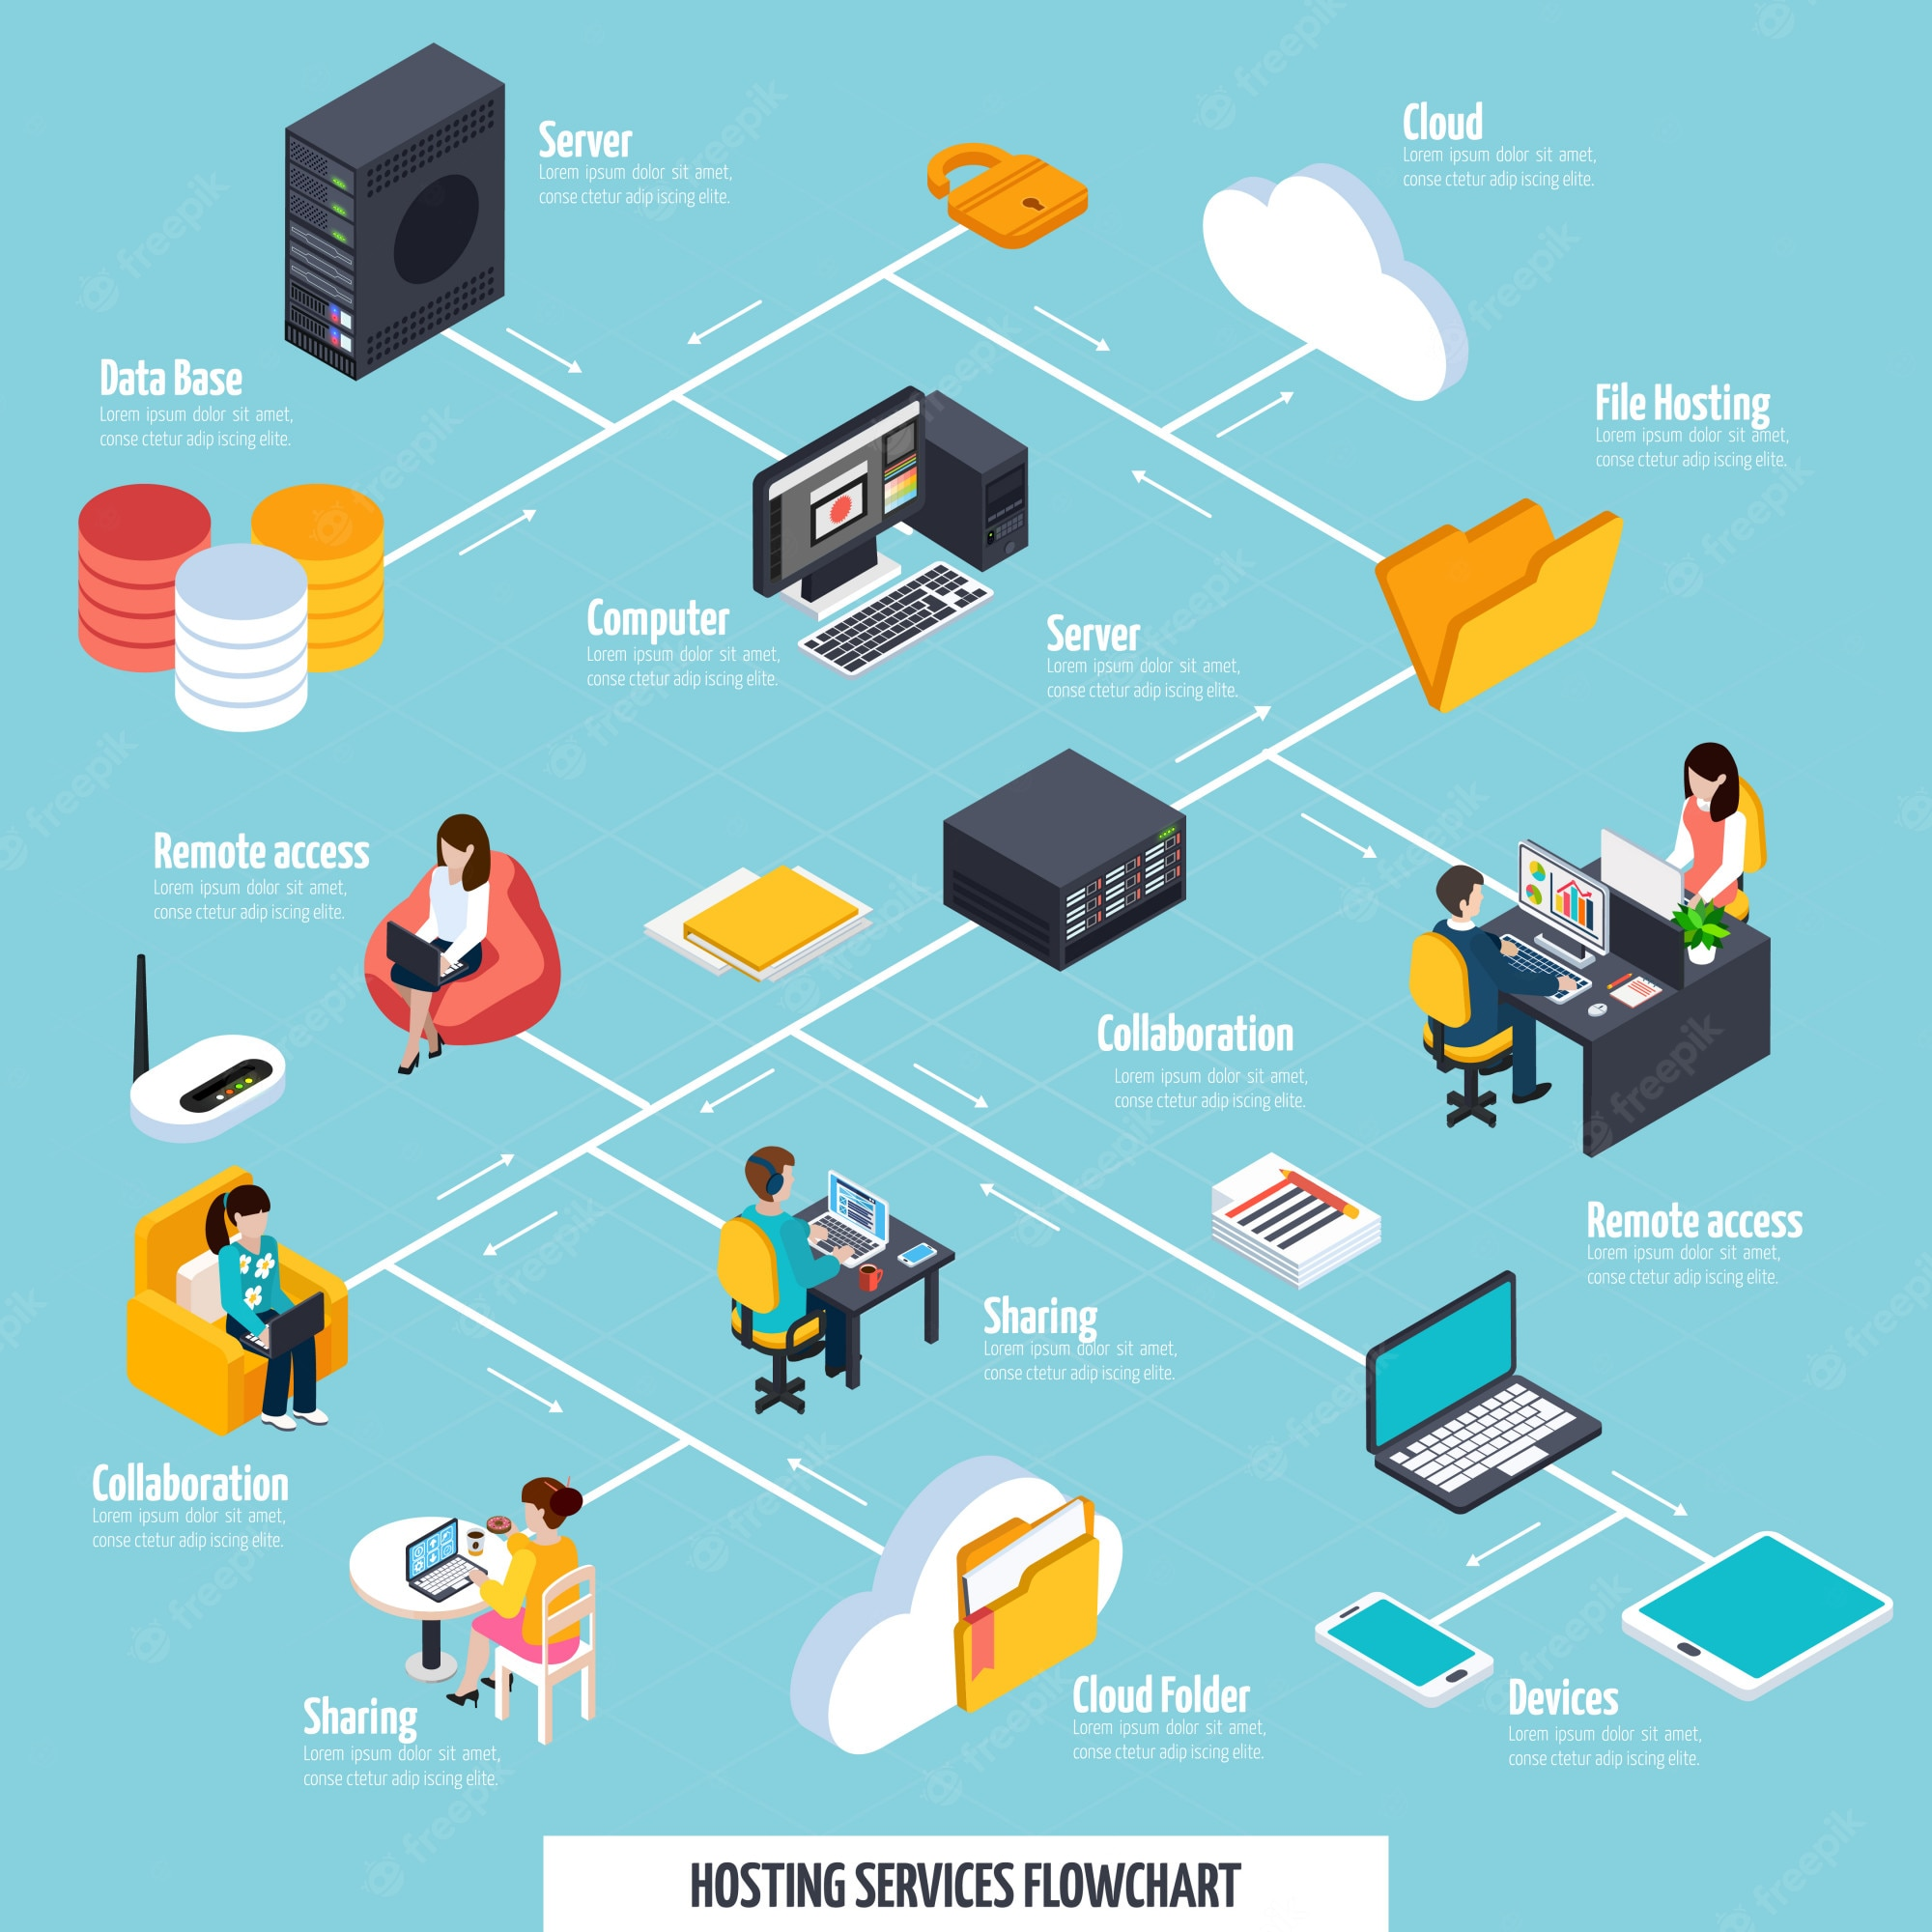 Server
Lorem ipsum dolor sit amet,
conse ctetur adip iscing elite.
Cloud
Lorem ipsum dolor sit amet,
conse ctetur adip iscing elite.
Data Base
Lorem ipsum dolor sit amet,
conse ctetur adip iscing elite.
File Hosting
Lorem ipsum dolor sit amet,
conse ctetur adip iscing elite.
Computer
Lorem ipsum dolor sit amet,
conse ctetur adip iscing elite.
Server
Lorem ipsum dolor sit amet,
conse ctetur adip iscing elite.
Remote access
Lorem ipsum dolor sit amet,
conse ctetur adip iscing elite.
Collaboration
Lorem ipsum dolor sit amet,
conse ctetur adip iscing elite.
Remote access
Lorem ipsum dolor sit amet,
conse ctetur adip iscing elite.
Sharing
Lorem ipsum dolor sit amet,
conse ctetur adip iscing elite.
Collaboration
Lorem ipsum dolor sit amet,
conse ctetur adip iscing elite.
Cloud Folder
Lorem ipsum dolor sit amet,
conse ctetur adip iscing elite.
Devices
Lorem ipsum dolor sit amet,
conse ctetur adip iscing elite.
Sharing
Lorem ipsum dolor sit amet,
conse ctetur adip iscing elite.
HOSTING SERVICES FLOWCHART
freepik